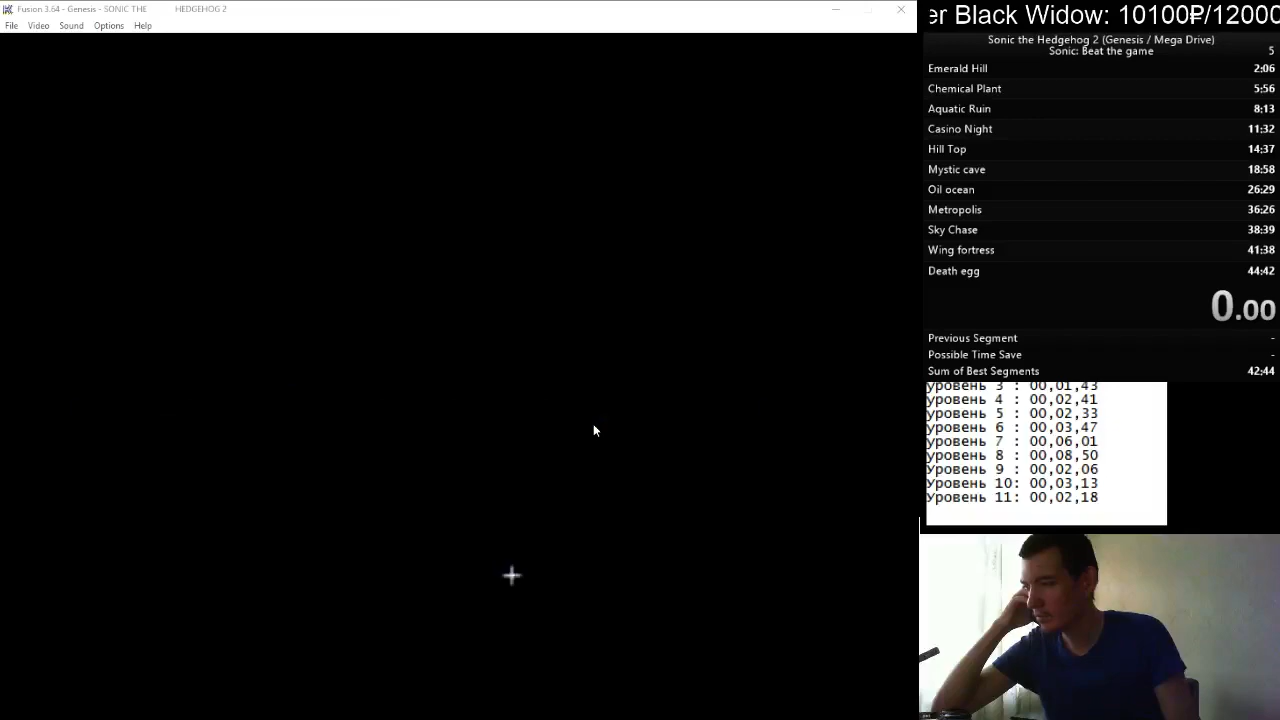 Fusion 3.64 - Genesis - SONIC THE HEDGEHOG 2
File Video Sound Options Help
er Black Widow: 10100₽/12000
Sonic the Hedgehog 2 (Genesis / Mega Drive)
Sonic: Beat the game 5
Emerald Hill 2:06
Chemical Plant 5:56
Aquatic Ruin 8:13
Casino Night 11:32
Hill Top 14:37
Mystic cave 18:58
Oil ocean 26:29
Metropolis 36:26
Sky Chase 38:39
Wing fortress 41:38
Death egg 44:42
0.00
Previous Segment -
Possible Time Save -
Sum of Best Segments 42:44
уровень 3 : 00,01,43
уровень 4 : 00,02,41
уровень 5 : 00,02,33
уровень 6 : 00,03,47
уровень 7 : 00,06,01
уровень 8 : 00,08,50
Уровень 9 : 00,02,06
Уровень 10: 00,03,13
Уровень 11: 00,02,18